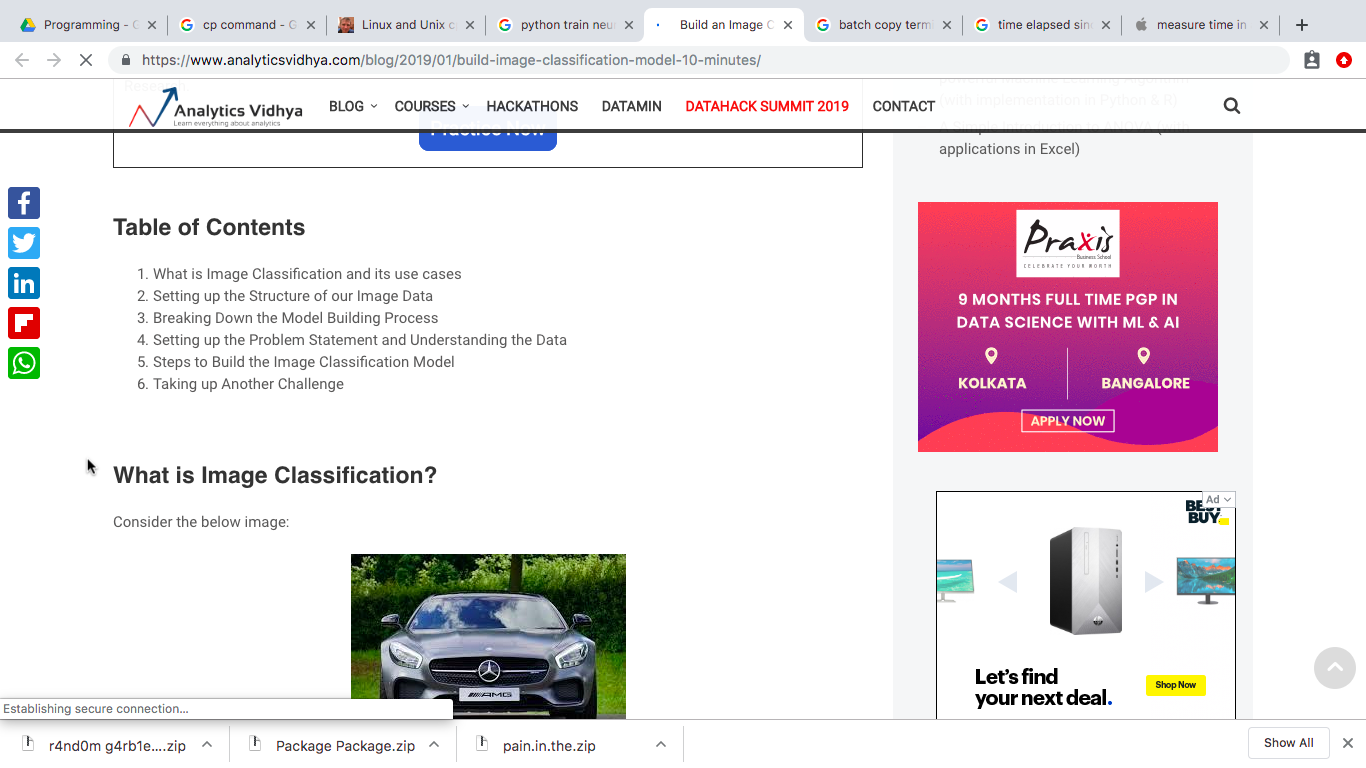 Programming - G
cp command - G
Linux and Unix c
python train neur
Build an Image C
batch copy term
time elapsed sin
measure time in
https://www.analyticsvidhya.com/blog/2019/01/build-image-classification-model-10-minutes/
Analytics Vidhya
Learn everything about analytics
BLOG
COURSES
HACKATHONS
DATAMIN
DATAHACK SUMMIT 2019
CONTACT
Practice Now
(with implementation in Python & R)
A Simple Introduction to ANOVA (with
applications in Excel)
Table of Contents
1. What is Image Classification and its use cases
2. Setting up the Structure of our Image Data
3. Breaking Down the Model Building Process
4. Setting up the Problem Statement and Understanding the Data
5. Steps to Build the Image Classification Model
6. Taking up Another Challenge
What is Image Classification?
Consider the below image:
AMG
Praxis
Business School
CELEBRATE YOUR WORTH
9 MONTHS FULL TIME PGP IN
DATA SCIENCE WITH ML & AI
KOLKATA
BANGALORE
APPLY NOW
Ad
BEST
BUY
hp
Let's find
your next deal.
Shop Now
Establishing secure connection...
r4nd0m g4rb1e....zip
Package Package.zip
pain.in.the.zip
Show All